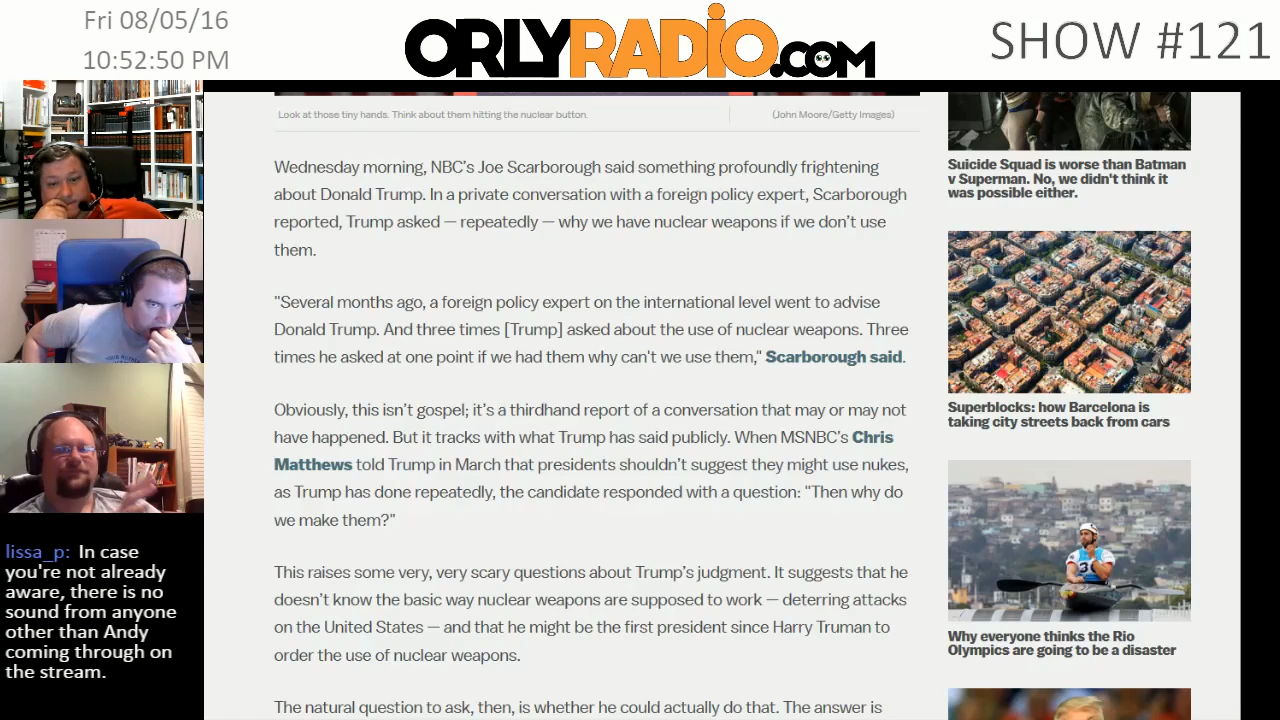 Fri 08/05/16
10:52:50 PM
ORLYRADIO.COM
SHOW #121
Look at those tiny hands. Think about them hitting the nuclear button.
(John Moore/Getty Images)
Wednesday morning, NBC's Joe Scarborough said something profoundly frightening
about Donald Trump. In a private conversation with a foreign policy expert, Scarborough
reported, Trump asked — repeatedly — why we have nuclear weapons if we don't use
them.
"Several months ago, a foreign policy expert on the international level went to advise
Donald Trump. And three times [Trump] asked about the use of nuclear weapons. Three
times he asked at one point if we had them why can't we use them," Scarborough said.
Obviously, this isn't gospel; it's a thirdhand report of a conversation that may or may not
have happened. But it tracks with what Trump has said publicly. When MSNBC's Chris
Matthews told Trump in March that presidents shouldn't suggest they might use nukes,
as Trump has done repeatedly, the candidate responded with a question: "Then why do
we make them?"
This raises some very, very scary questions about Trump's judgment. It suggests that he
doesn't know the basic way nuclear weapons are supposed to work — deterring attacks
on the United States — and that he might be the first president since Harry Truman to
order the use of nuclear weapons.
The natural question to ask, then, is whether he could actually do that. The answer is
Suicide Squad is worse than Batman
v Superman. No, we didn't think it
was possible either.
Superblocks: how Barcelona is
taking city streets back from cars
Why everyone thinks the Rio
Olympics are going to be a disaster
lissa_p: In case
you're not already
aware, there is no
sound from anyone
other than Andy
coming through on
the stream.